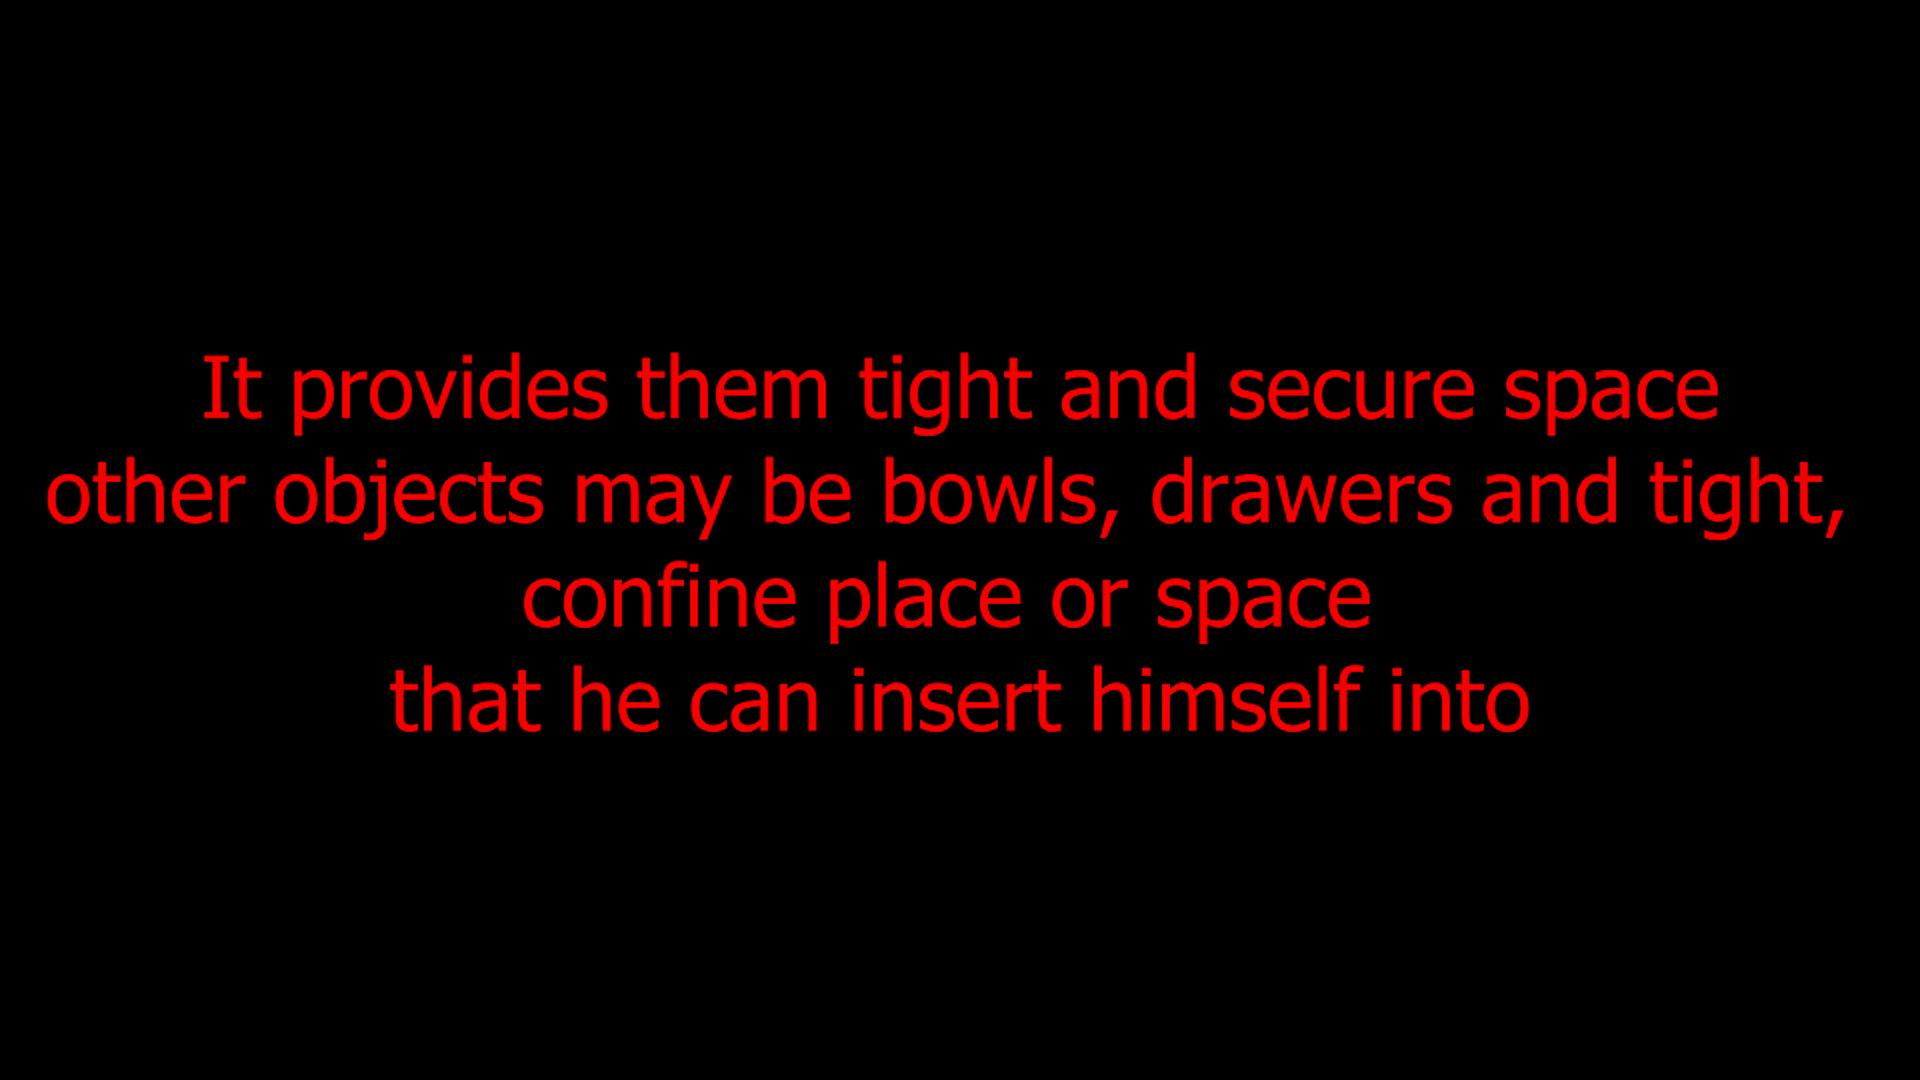 It provides them tight and secure space
other objects may be bowls, drawers and tight,
confine place or space
that he can insert himself into